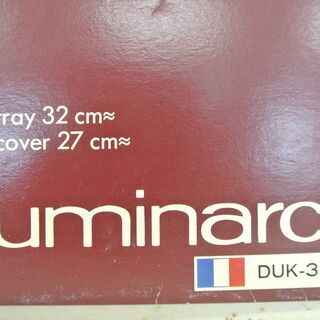 rray 32 cm≈
cover 27 cm≈
uminarc
DUK-3